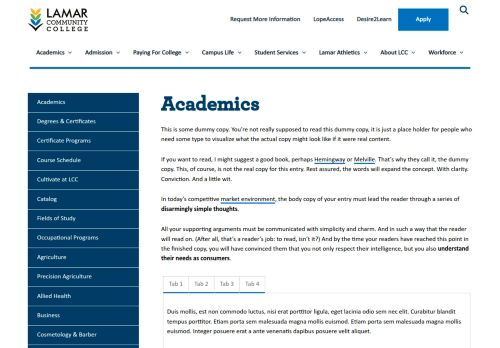 LAMAR
COMMUNITY
COLLEGE
Request More Information LopeAccess Desire2Learn Apply
Academics Admission Paying For College Campus Life Student Services Lamar Athletics About LCC Workforce
Academics
Degrees & Certificates
Certificate Programs
Course Schedule
Cultivate at LCC
Catalog
Fields of Study
Occupational Programs
Agriculture
Precision Agriculture
Allied Health
Business
Cosmetology & Barber
Academics
This is some dummy copy. You're not really supposed to read this dummy copy, it is just a place holder for people who
need some type to visualize what the actual copy might look like if it were real content.
If you want to read, I might suggest a good book, perhaps Hemingway or Melville. That's why they call it, the dummy
copy. This, of course, is not the real copy for this entry. Rest assured, the words will expand the concept. With clarity.
Conviction. And a little wit.
In today's competitive market environment, the body copy of your entry must lead the reader through a series of
disarmingly simple thoughts.
All your supporting arguments must be communicated with simplicity and charm. And in such a way that the reader
will read on. (After all, that's a reader's job: to read, isn't it?) And by the time your readers have reached this point in
the finished copy, you will have convinced them that you not only respect their intelligence, but you also understand
their needs as consumers.
Tab 1 Tab 2 Tab 3 Tab 4
Duis mollis, est non commodo luctus, nisi erat porttitor ligula, eget lacinia odio sem nec elit. Curabitur blandit
tempus porttitor. Etiam porta sem malesuada magna mollis euismod. Etiam porta sem malesuada magna mollis
euismod. Integer posuere erat a ante venenatis dapibus posuere velit aliquet.